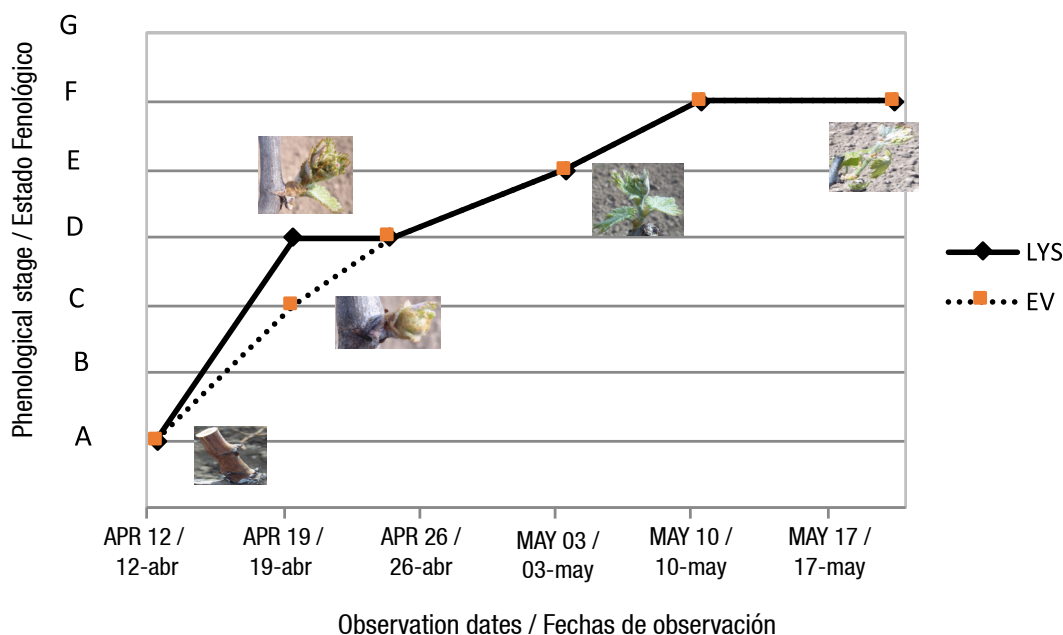 Phenological stage / Estado Fenológico
G
F
E
D
C
B
A
LYS
EV
APR 12 /
12-abr
APR 19 /
19-abr
APR 26 /
26-abr
MAY 03 /
03-may
MAY 10 /
10-may
MAY 17 /
17-may
Observation dates / Fechas de observación